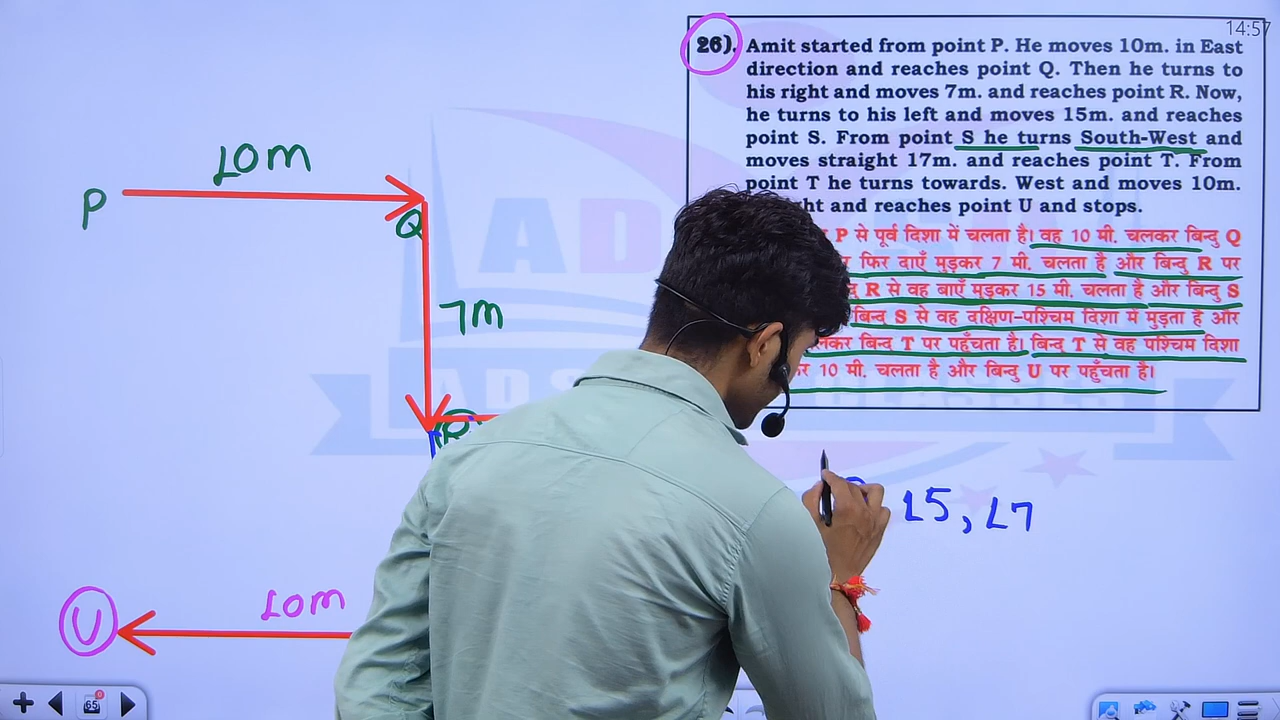 14:57
26). Amit started from point P. He moves 10m. in East
direction and reaches point Q. Then he turns to
his right and moves 7m. and reaches point R. Now,
he turns to his left and moves 15m. and reaches
point S. From point S he turns South-West and
moves straight 17m. and reaches point T. From
point T he turns towards. West and moves 10m.
and reaches point U and stops.
P से पूर्व दिशा में चलता है। वह 10 मी. चलकर बिन्दु Q
फिर दाएँ मुड़कर 7 मी. चलता है और बिन्दु R पर
R से वह बाएँ मुड़कर 15 मी. चलता है और बिन्दु S
बिन्दु S से वह दक्षिण-पश्चिम दिशा में मुड़ता है और
बिन्दु T पर पहुँचता है। बिन्दु T से वह पश्चिम दिशा
10 मी. चलता है और बिन्दु U पर पहुँचता है।
10m
P
Q
7m
R
15, 17
10m
U
65